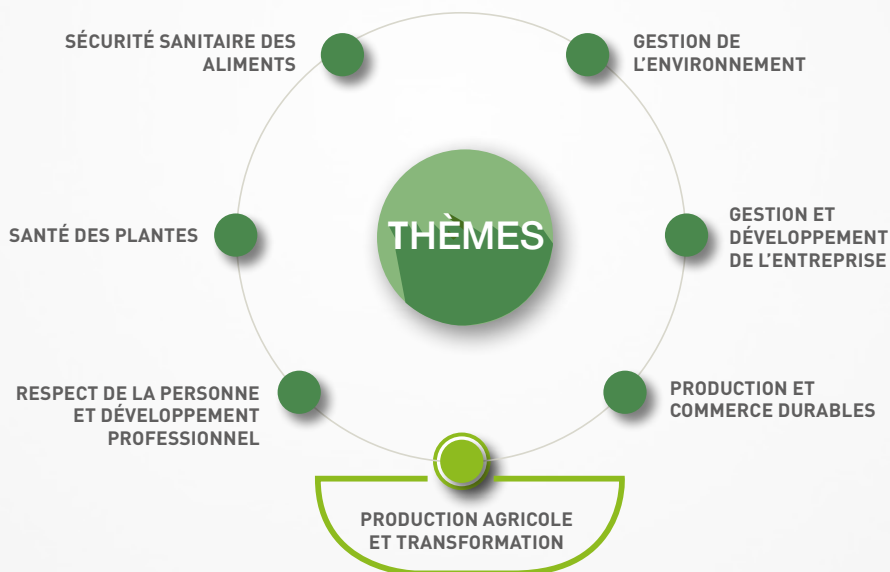 SÉCURITÉ SANITAIRE DES
ALIMENTS
GESTION DE
L'ENVIRONNEMENT
THÈMES
SANTÉ DES PLANTES
GESTION ET
DÉVELOPPEMENT
DE L'ENTREPRISE
RESPECT DE LA PERSONNE
ET DÉVELOPPEMENT
PROFESSIONNEL
PRODUCTION ET
COMMERCE DURABLES
PRODUCTION AGRICOLE
ET TRANSFORMATION